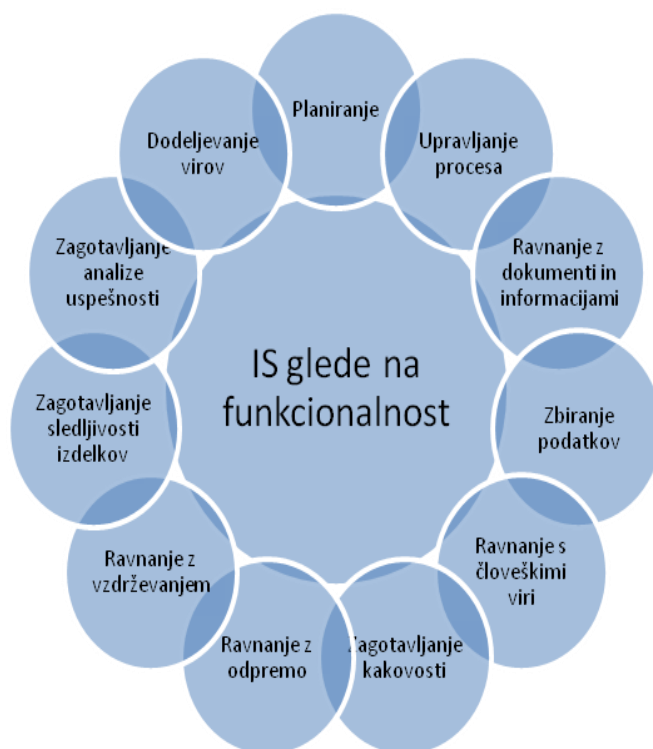 Planiranje
Upravljanje
procesa
Ravnanje z
dokumenti in
informacijami
Zbiranje
podatkov
Ravnanje s
človeškimi
viri
Zagotavljanje
kakovosti
Ravnanje z
odpremo
Ravnanje z
vzdrževanjem
Zagotavljanje
sledljivosti
izdelkov
Zagotavljanje
analize
uspešnosti
Dodeljevanje
virov
IS glede na
funkcionalnost